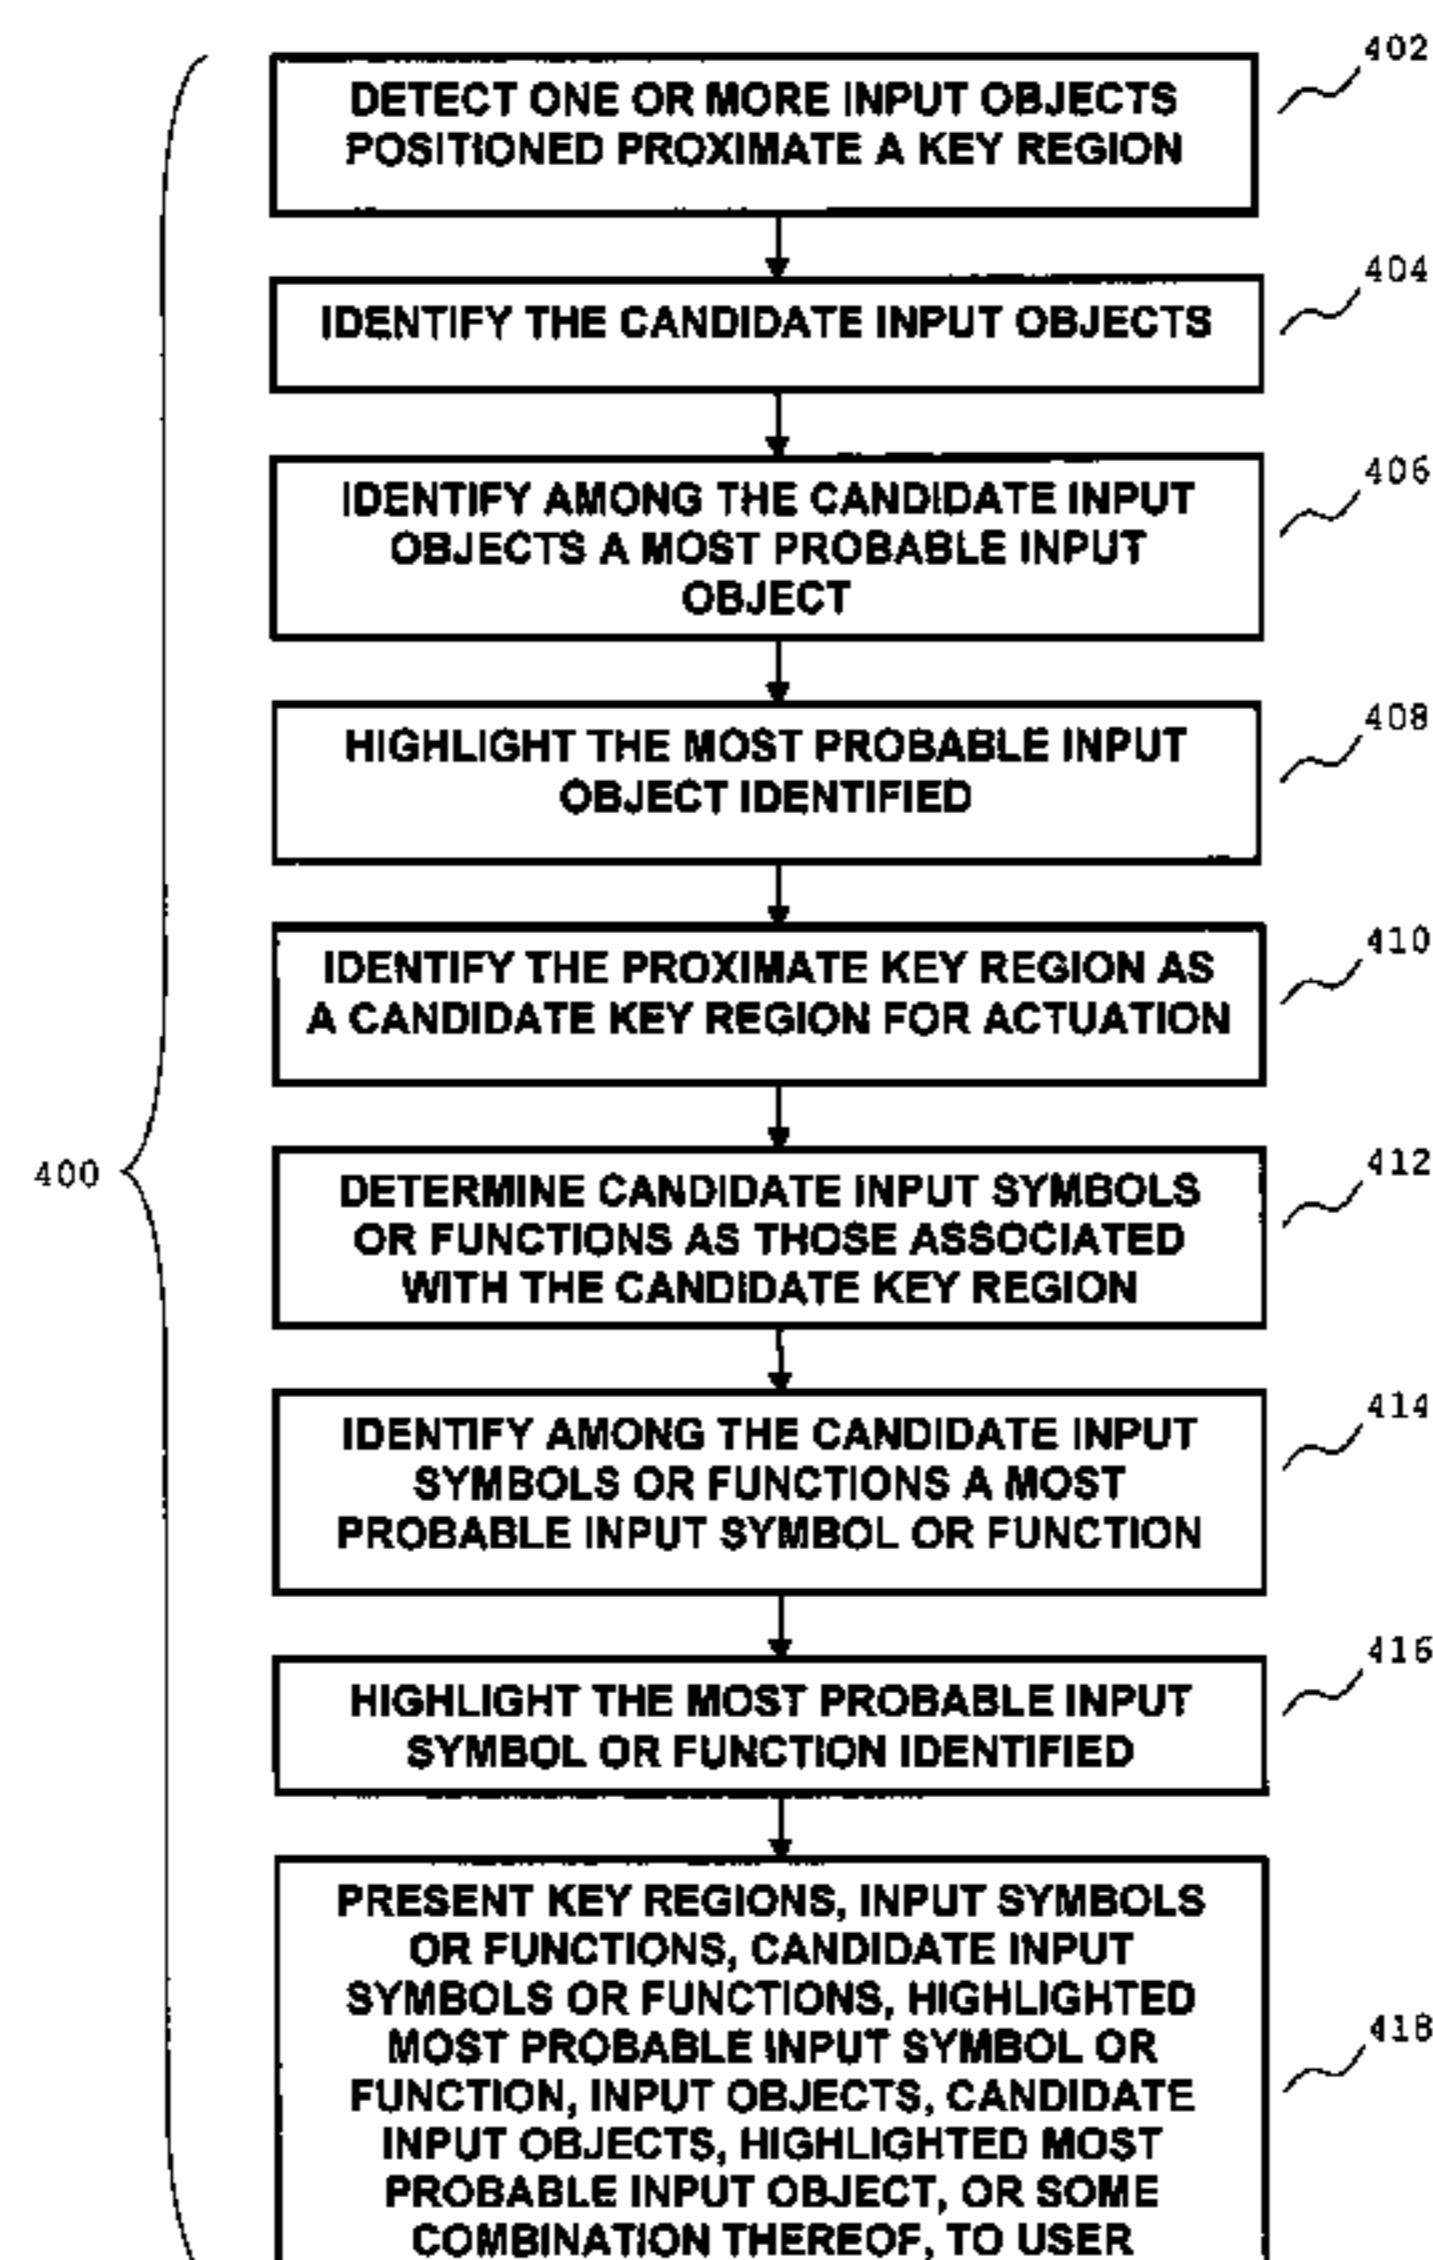 402
DETECT ONE OR MORE INPUT OBJECTS
POSITIONED PROXIMATE A KEY REGION
404
IDENTIFY THE CANDIDATE INPUT OBJECTS
406
IDENTIFY AMONG THE CANDIDATE INPUT
OBJECTS A MOST PROBABLE INPUT
OBJECT
408
HIGHLIGHT THE MOST PROBABLE INPUT
OBJECT IDENTIFIED
410
IDENTIFY THE PROXIMATE KEY REGION AS
A CANDIDATE KEY REGION FOR ACTUATION
400
412
DETERMINE CANDIDATE INPUT SYMBOLS
OR FUNCTIONS AS THOSE ASSOCIATED
WITH THE CANDIDATE KEY REGION
414
IDENTIFY AMONG THE CANDIDATE INPUT
SYMBOLS OR FUNCTIONS A MOST
PROBABLE INPUT SYMBOL OR FUNCTION
416
HIGHLIGHT THE MOST PROBABLE INPUT
SYMBOL OR FUNCTION IDENTIFIED
418
PRESENT KEY REGIONS, INPUT SYMBOLS
OR FUNCTIONS, CANDIDATE INPUT
SYMBOLS OR FUNCTIONS, HIGHLIGHTED
MOST PROBABLE INPUT SYMBOL OR
FUNCTION, INPUT OBJECTS, CANDIDATE
INPUT OBJECTS, HIGHLIGHTED MOST
PROBABLE INPUT OBJECT, OR SOME
COMBINATION THEREOF, TO USER